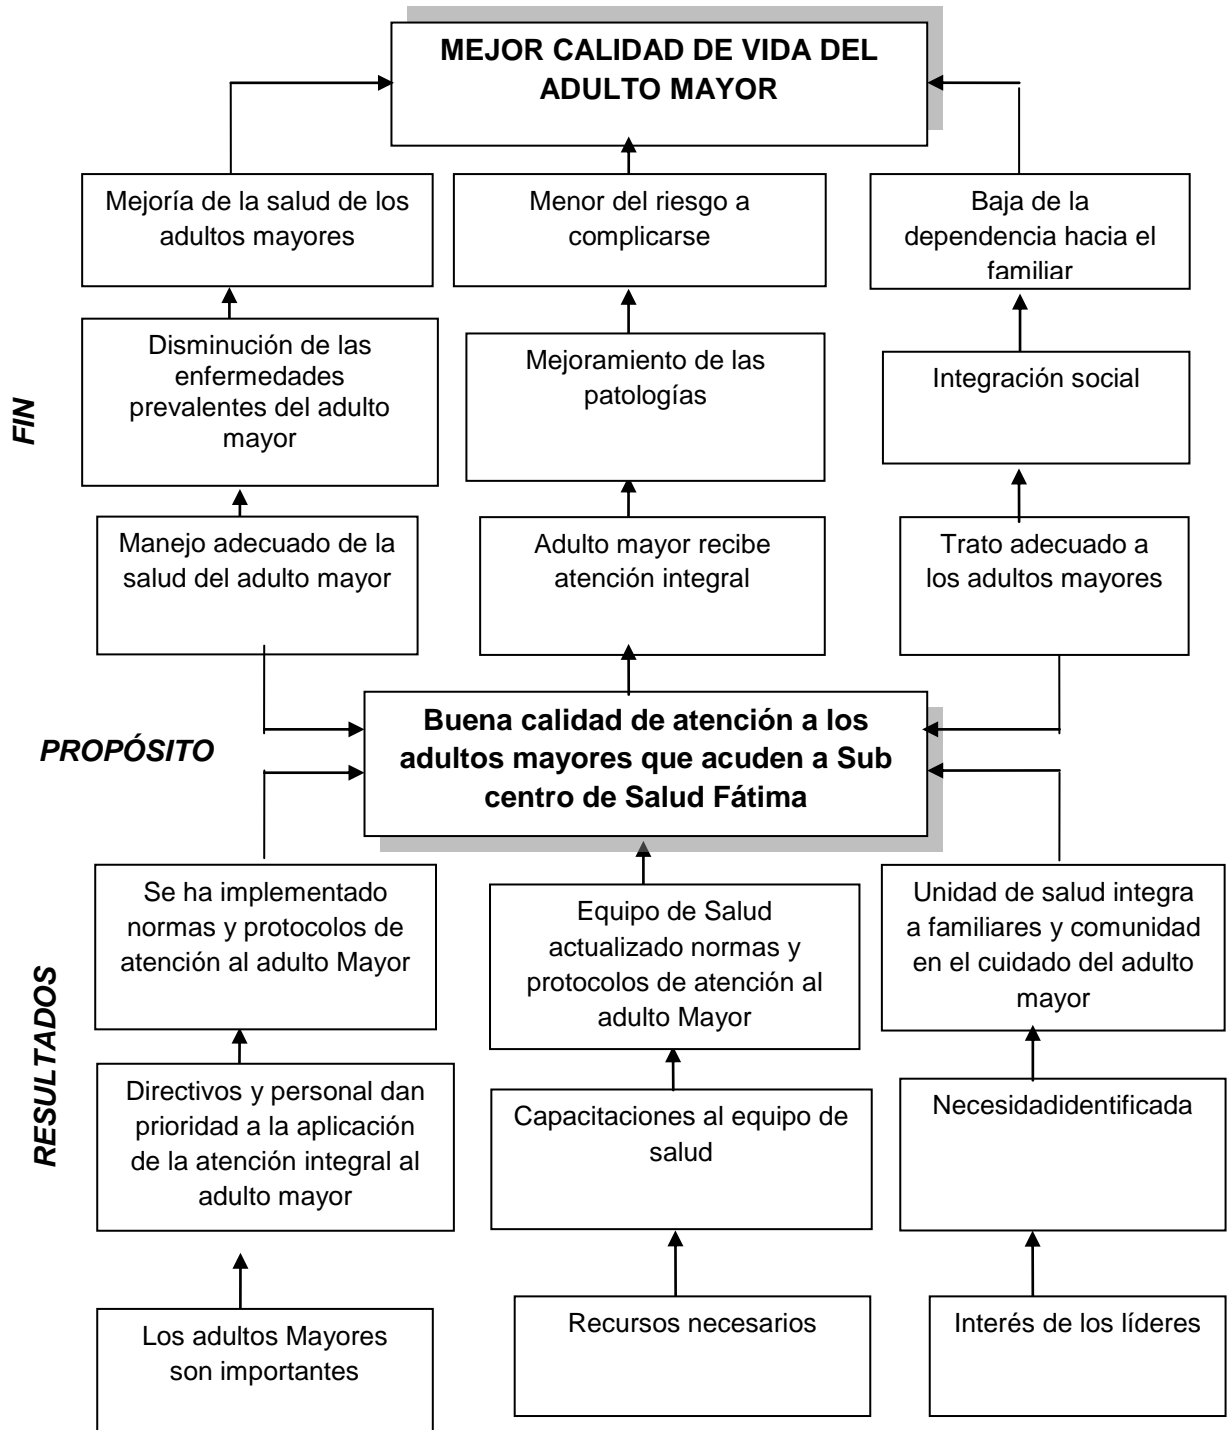 MEJOR CALIDAD DE VIDA DEL
ADULTO MAYOR
Mejoría de la salud de los
adultos mayores
Menor del riesgo a
complicarse
Baja de la
dependencia hacia el
familiar
FIN
Disminución de las
enfermedades
prevalentes del adulto
mayor
Mejoramiento de las
patologías
Integración social
Manejo adecuado de la
salud del adulto mayor
Adulto mayor recibe
atención integral
Trato adecuado a
los adultos mayores
PROPÓSITO
Buena calidad de atención a los
adultos mayores que acuden a Sub
centro de Salud Fátima
RESULTADOS
Se ha implementado
normas y protocolos de
atención al adulto Mayor
Equipo de Salud
actualizado normas y
protocolos de atención al
adulto Mayor
Unidad de salud integra
a familiares y comunidad
en el cuidado del adulto
mayor
Directivos y personal dan
prioridad a la aplicación
de la atención integral al
adulto mayor
Capacitaciones al equipo de
salud
Necesidadidentificada
Los adultos Mayores
son importantes
Recursos necesarios
Interés de los líderes